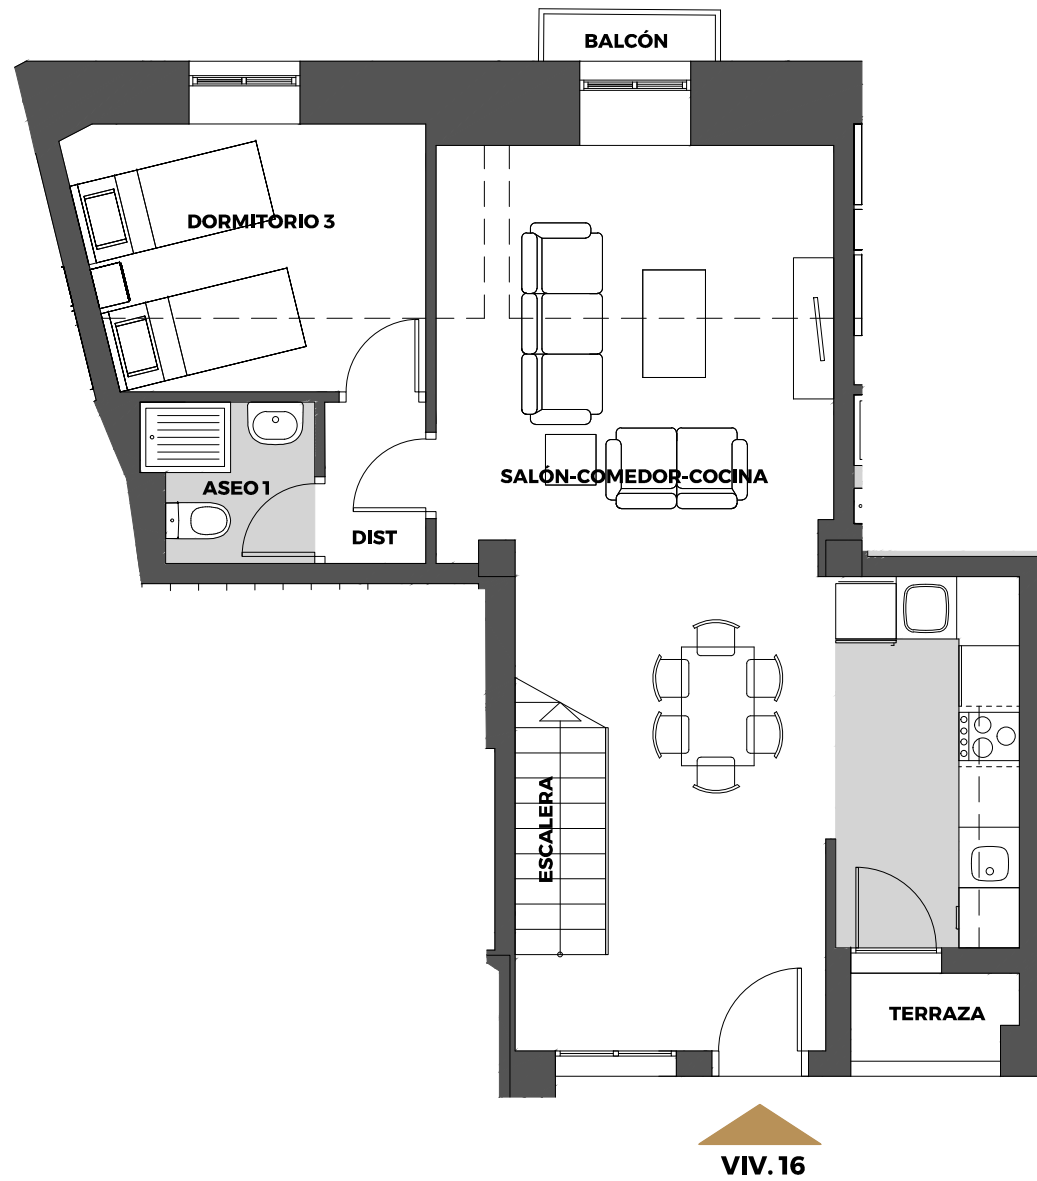 BALCÓN
DORMITORIO 3
SALÓN-COMEDOR-COCINA
ASEO 1
DIST
ESCALERA
TERRAZA
VIV. 16